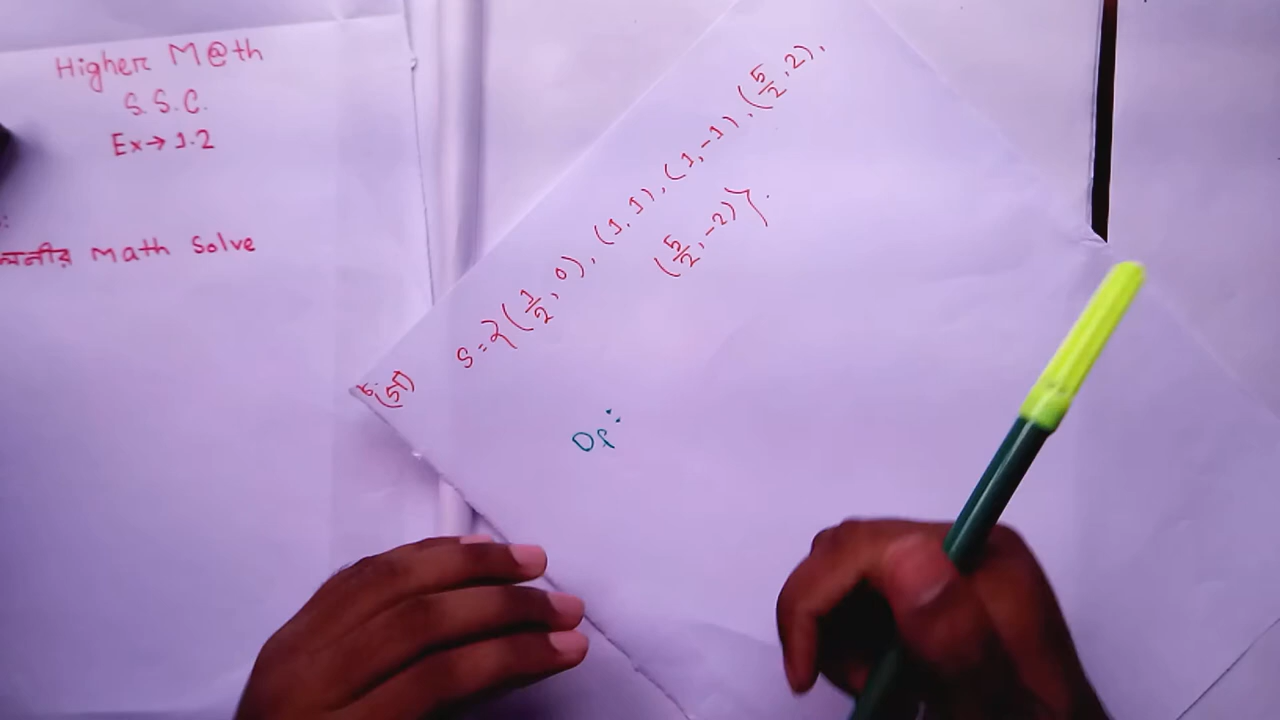 Higher M@th
S.S.C.
Ex→1.2
Math Solve
S={(1/2, 0), (1, 1), (1, -1), (5/2, 2),
(5/2, -2)}.
Dp: